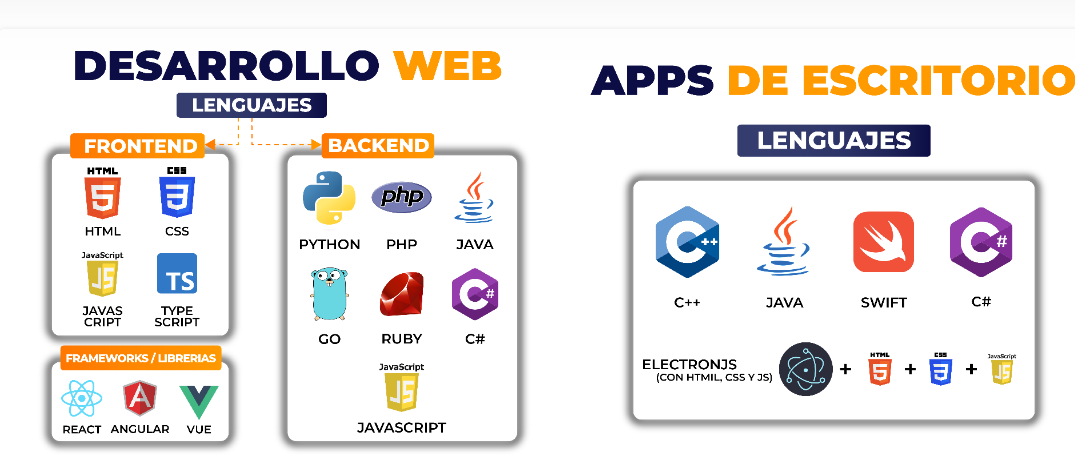 DESARROLLO WEB
LENGUAJES
FRONTEND
HTML
5
HTML
CSS
3
CSS
JavaScript
JS
JAVAS
CRIPT
TS
TYPE
SCRIPT
FRAMEWORKS / LIBRERIAS
REACT
A
ANGULAR
VUE
BACKEND
PYTHON
php
PHP
JAVA
GO
RUBY
C#
C#
JavaScript
JS
JAVASCRIPT
APPS DE ESCRITORIO
LENGUAJES
C++
C++
JAVA
SWIFT
C#
C#
ELECTRONJS
(CON HTML, CSS Y JS)
+
HTML
5
+
CSS
3
+
JavaScript
JS